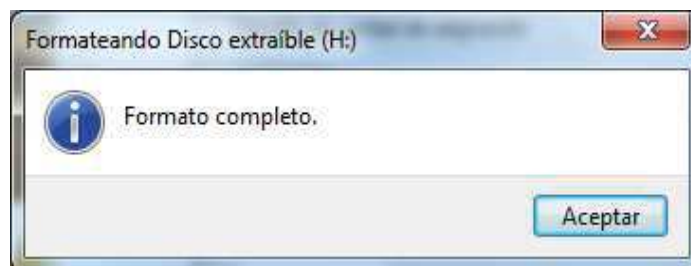 Formateando Disco extraíble (H:)
Formato completo.
Aceptar